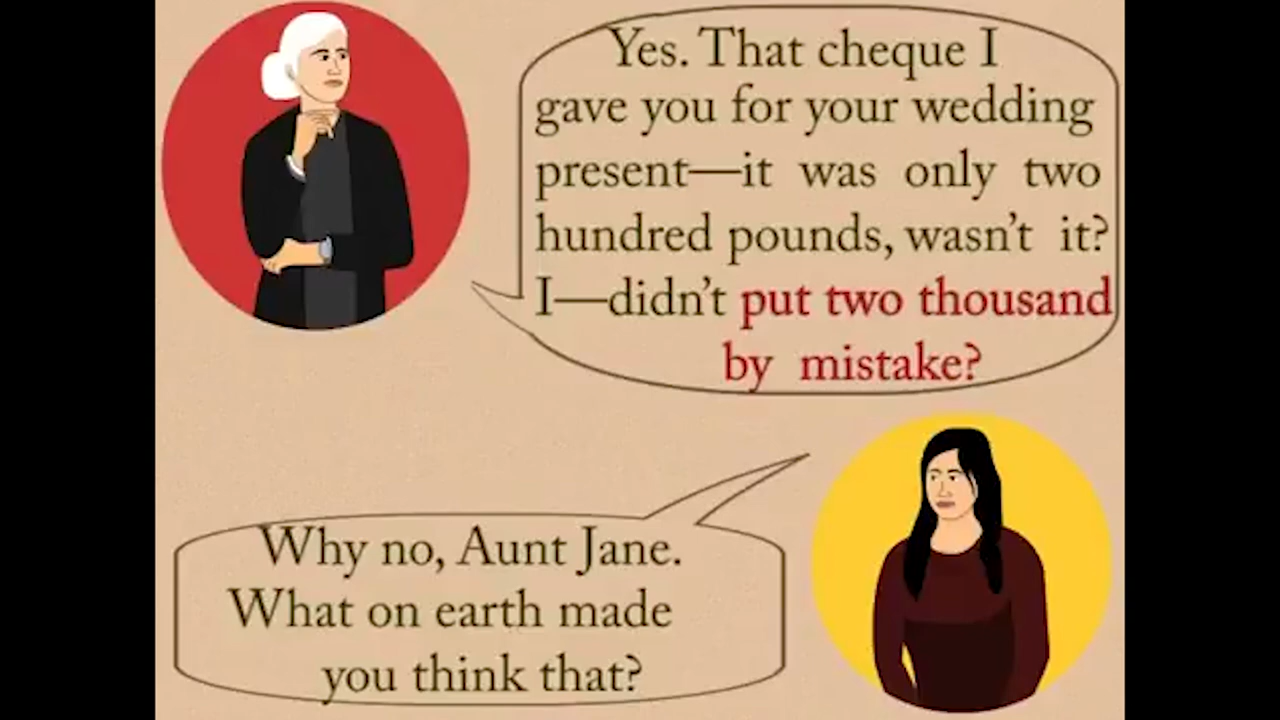 Yes. That cheque I
gave you for your wedding
present—it was only two
hundred pounds, wasn't it?
I—didn't put two thousand
by mistake?
Why no, Aunt Jane.
What on earth made
you think that?